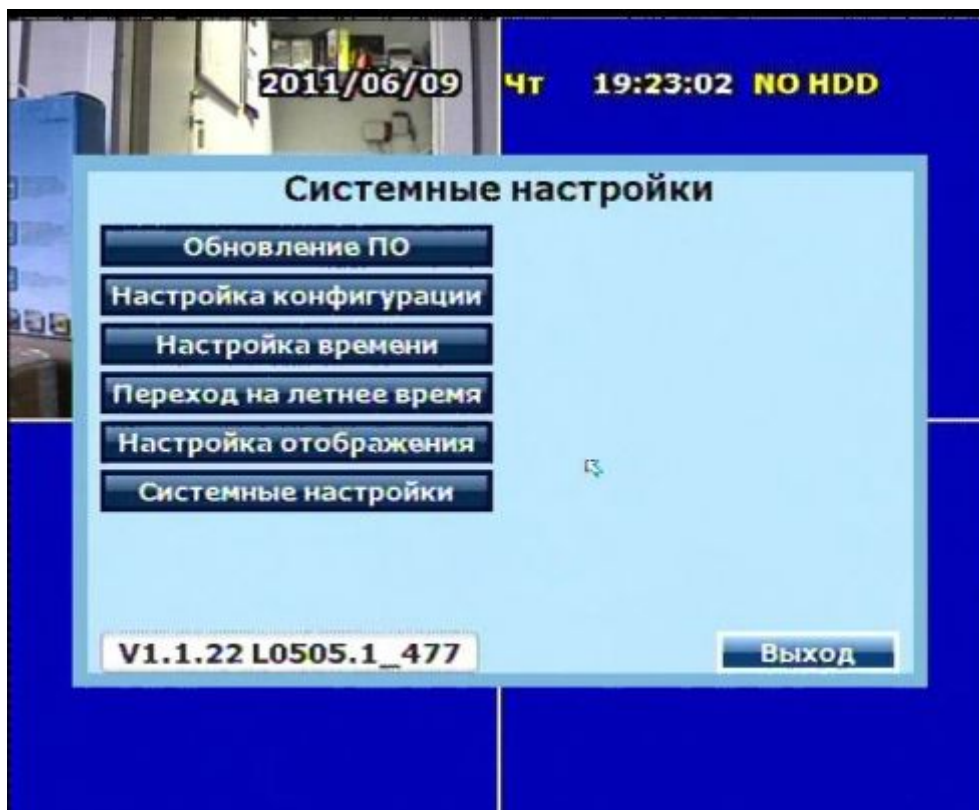 2011/06/09 Чт 19:23:02 NO HDD
Системные настройки
Обновление ПО
Настройка конфигурации
Настройка времени
Переход на летнее время
Настройка отображения
Системные настройки
V1.1.22 L0505.1_477
Выход